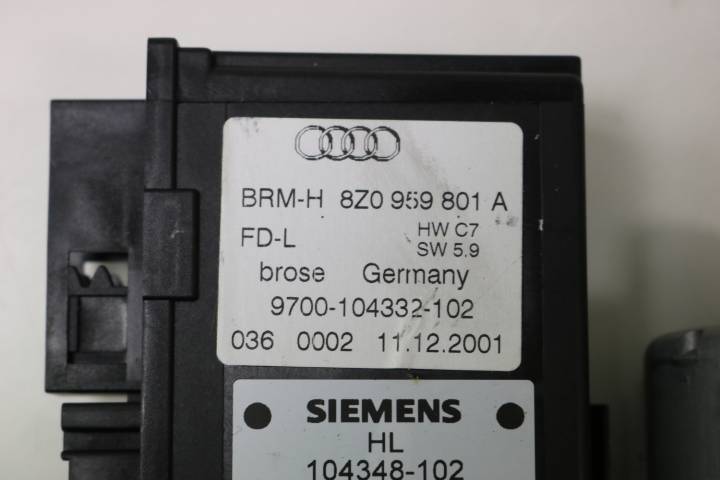 BRM-H 8Z0 959 801 A
FD-L HW C7
SW 5.9
brose Germany
9700-104332-102
036 0002 11.12.2001
SIEMENS
HL
104348-102